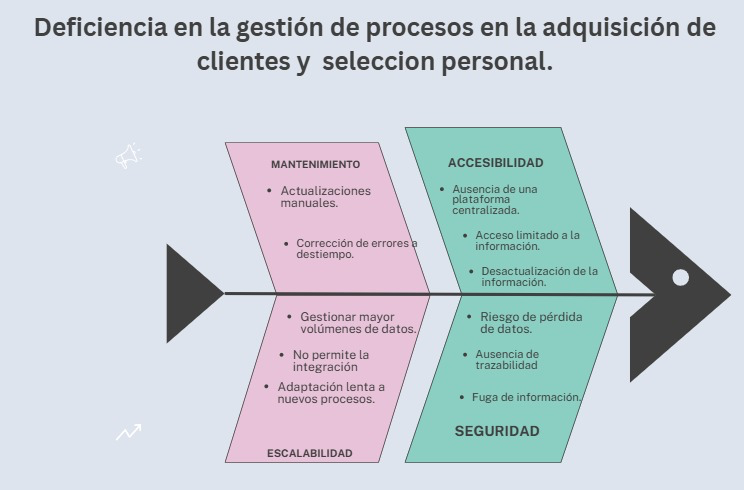 Deficiencia en la gestión de procesos en la adquisición de
clientes y  seleccion personal.
MANTENIMIENTO
• Actualizaciones
manuales.
• Corrección de errores a
destiempo.
ACCESIBILIDAD
• Ausencia de una
plataforma
centralizada.
• Acceso limitado a la
información.
• Desactualización de la
información.
• Gestionar mayor
volúmenes de datos.
• No permite la
integración
• Adaptación lenta a
nuevos procesos.
ESCALABILIDAD
• Riesgo de pérdida
de datos.
• Ausencia de
trazabilidad
• Fuga de información.
SEGURIDAD